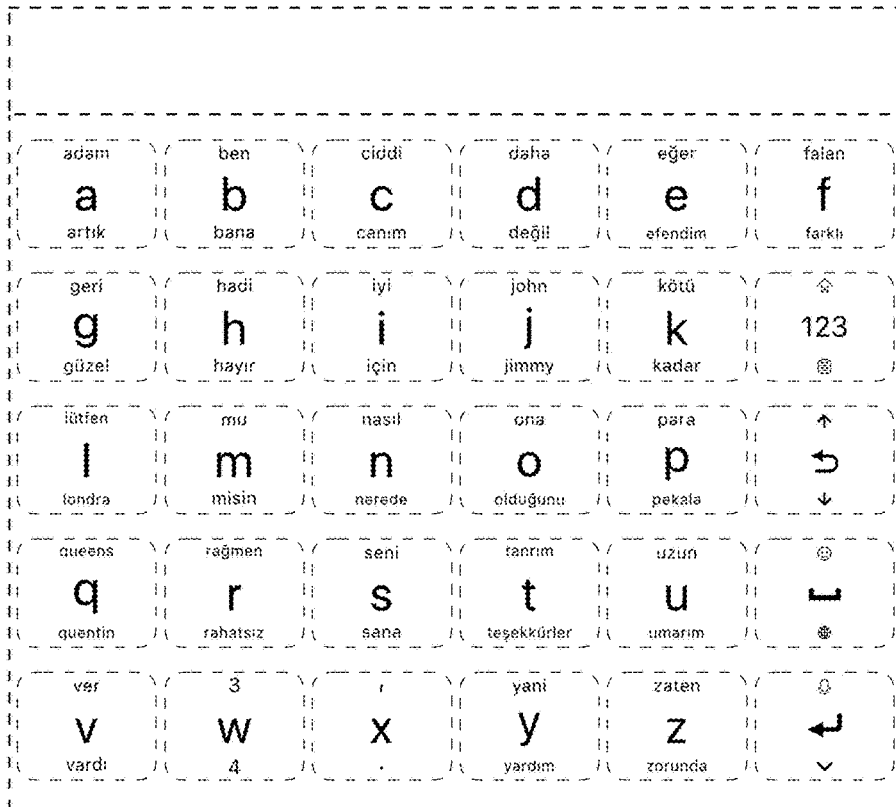 adam ben ciddi daha eğer falan
a b c d e f
artık bana canım değil efendim farklı
geri hadi iyi john kötü
g h i j k 123
güzel hayır için jimmy kadar
lütfen mu nasıl ona para
l m n o p
londra misin nerede olduğunu pekala
queens rağmen seni tanrım uzun
q r s t u
quentin rahatsız sana teşekkürler umarım
ver 3 , yani zaten
v w x y z
vardı 4 . yardım zorunda